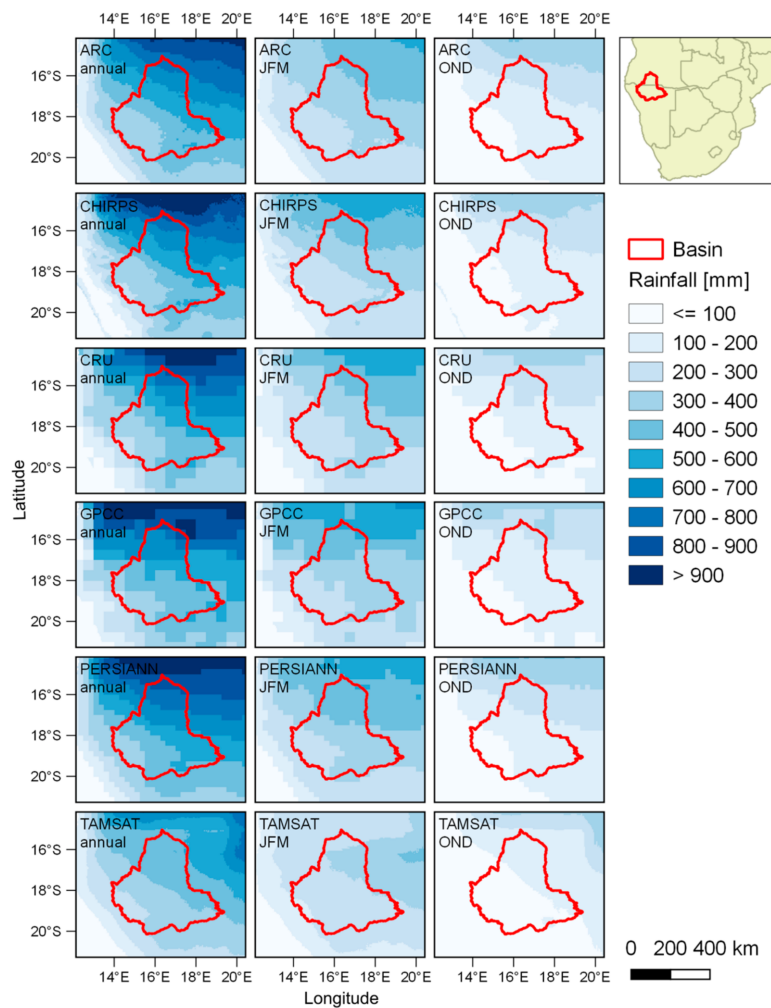 14°E 16°E 18°E 20°E
14°E 16°E 18°E 20°E
14°E 16°E 18°E 20°E
ARC
annual
ARC
JFM
ARC
OND
16°S
18°S
20°S
CHIRPS
annual
CHIRPS
JFM
CHIRPS
OND
16°S
18°S
20°S
CRU
annual
CRU
JFM
CRU
OND
16°S
18°S
20°S
Latitude
GPCC
annual
GPCC
JFM
GPCC
OND
16°S
18°S
20°S
PERSIANN
annual
PERSIANN
JFM
PERSIANN
OND
16°S
18°S
20°S
TAMSAT
annual
TAMSAT
JFM
TAMSAT
OND
16°S
18°S
20°S
14°E 16°E 18°E 20°E
14°E 16°E 18°E 20°E
14°E 16°E 18°E 20°E
Longitude
Basin
Rainfall [mm]
<= 100
100 - 200
200 - 300
300 - 400
400 - 500
500 - 600
600 - 700
700 - 800
800 - 900
> 900
0 200 400 km